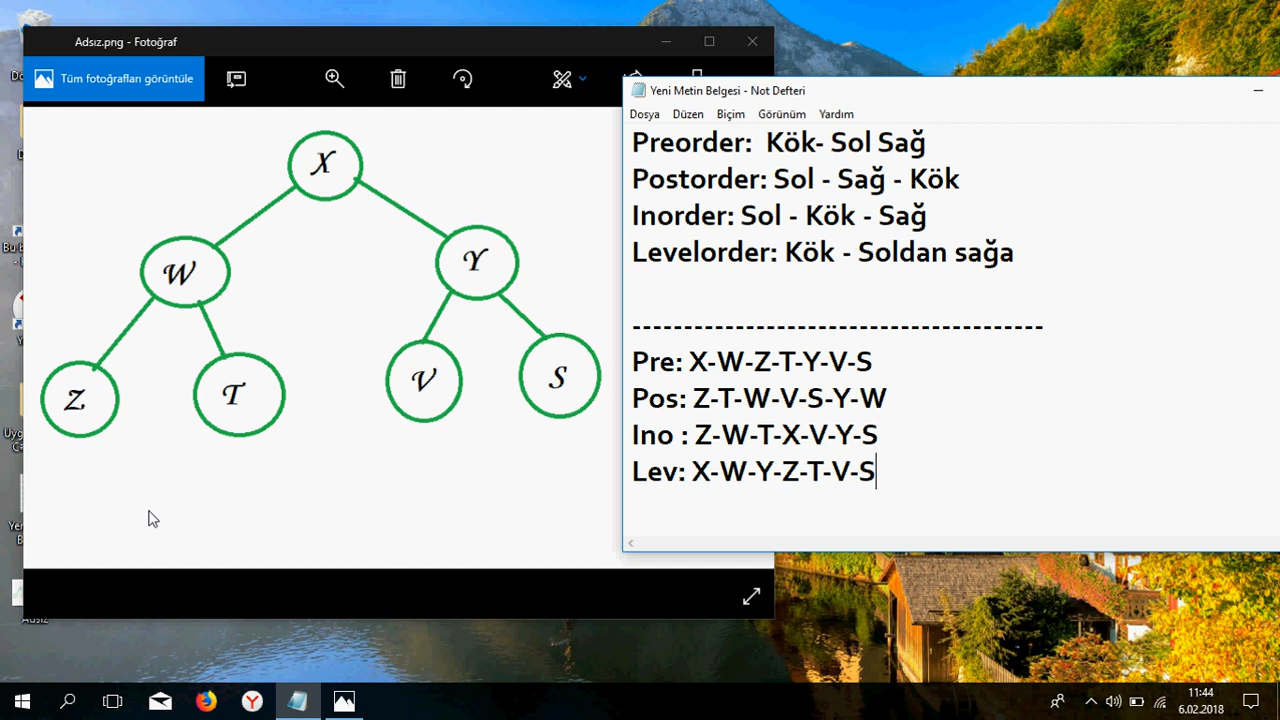 Adsız.png - Fotoğraf
Tüm fotoğrafları görüntüle
X
W
Y
Z
T
V
S
Yeni Metin Belgesi - Not Defteri
Dosya Düzen Biçim Görünüm Yardım
Preorder: Kök- Sol Sağ
Postorder: Sol - Sağ - Kök
Inorder: Sol - Kök - Sağ
Levelorder: Kök - Soldan sağa
---------------------------------------
Pre: X-W-Z-T-Y-V-S
Pos: Z-T-W-V-S-Y-W
Ino : Z-W-T-X-V-Y-S
Lev: X-W-Y-Z-T-V-S
Adsız
11:44
6.02.2018